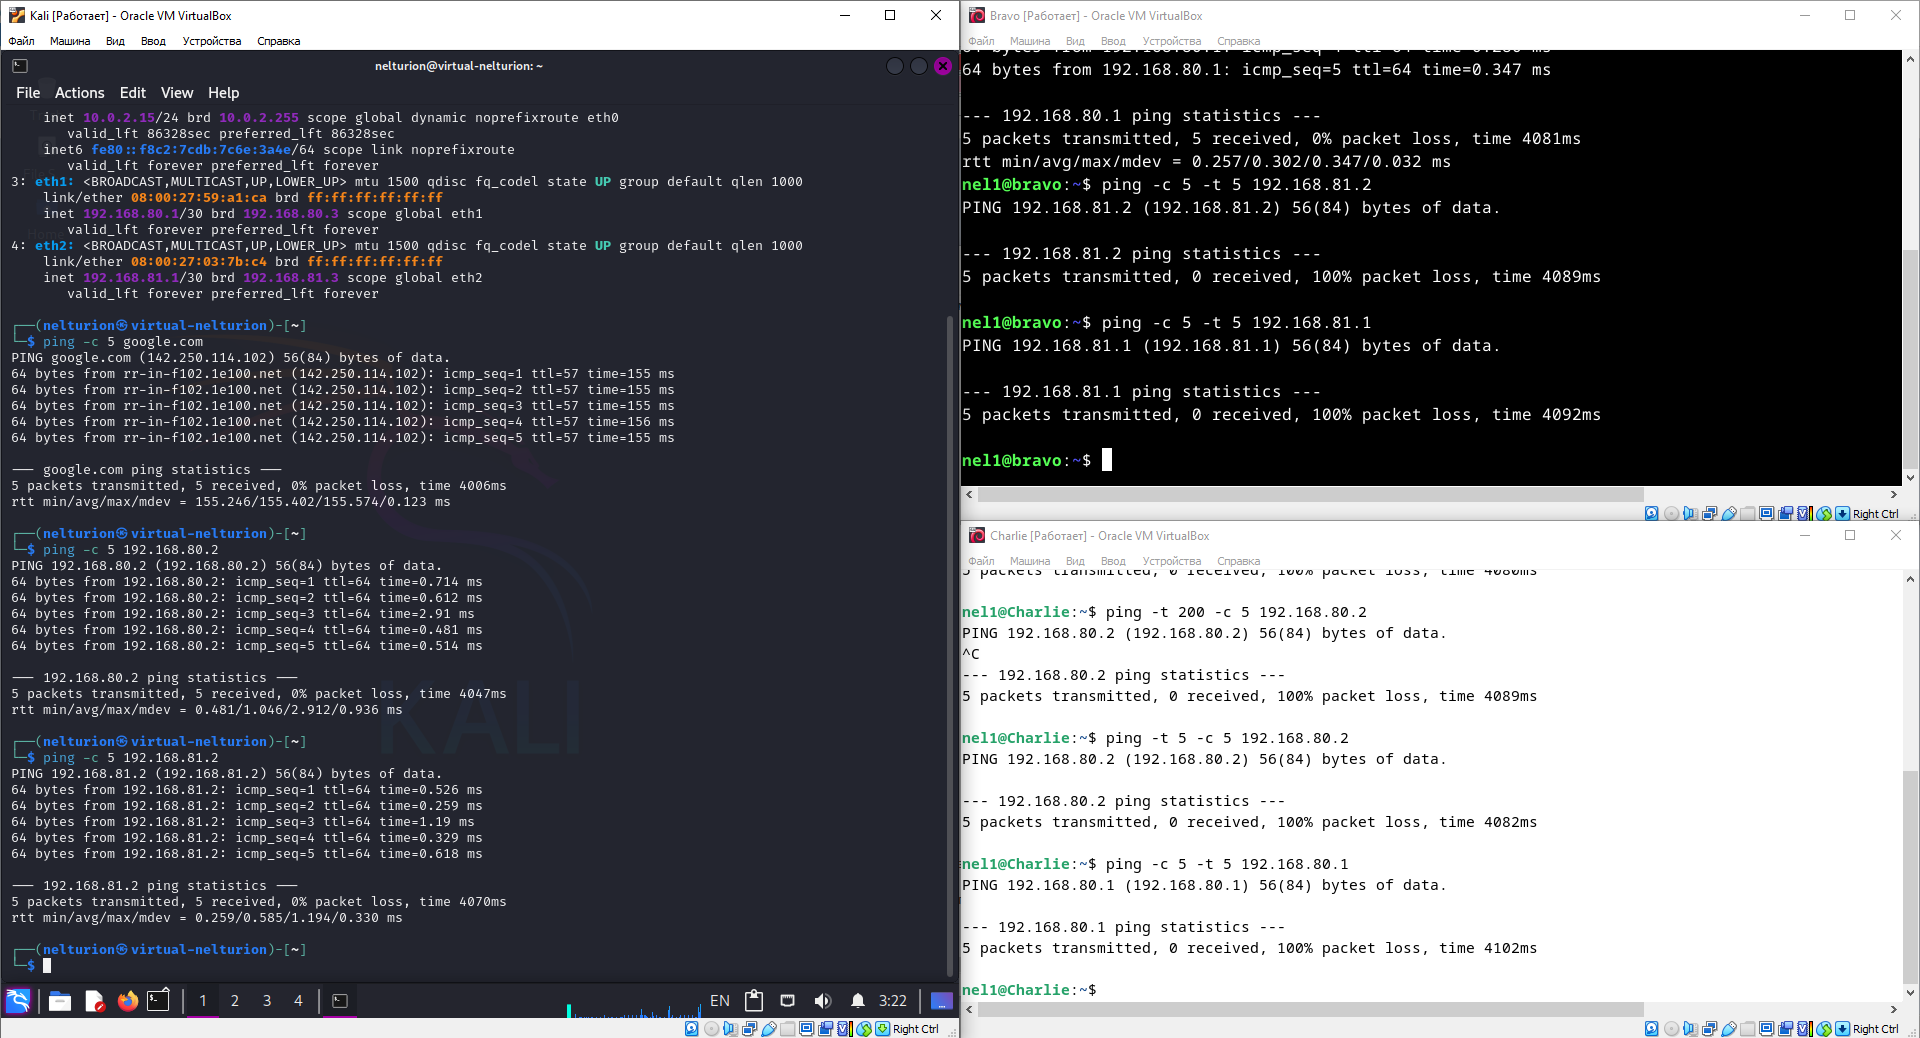 Kali [Работает] - Oracle VM VirtualBox
Файл Машина Вид Ввод Устройства Справка
nelturion@virtual-nelturion: ~
File Actions Edit View Help
inet 10.0.2.15/24 brd 10.0.2.255 scope global dynamic noprefixroute eth0
valid_lft 86328sec preferred_lft 86328sec
inet6 fe80::f8c2:7cdb:7c6e:3a4e/64 scope link noprefixroute
valid_lft forever preferred_lft forever
3: eth1: <BROADCAST,MULTICAST,UP,LOWER_UP> mtu 1500 qdisc fq_codel state UP group default qlen 1000
link/ether 08:00:27:59:a1:ca brd ff:ff:ff:ff:ff:ff
inet 192.168.80.1/30 brd 192.168.80.3 scope global eth1
valid_lft forever preferred_lft forever
4: eth2: <BROADCAST,MULTICAST,UP,LOWER_UP> mtu 1500 qdisc fq_codel state UP group default qlen 1000
link/ether 08:00:27:03:7b:c4 brd ff:ff:ff:ff:ff:ff
inet 192.168.81.1/30 brd 192.168.81.3 scope global eth2
valid_lft forever preferred_lft forever
┌──(nelturion㉿virtual-nelturion)-[~]
└─$ ping -c 5 google.com
PING google.com (142.250.114.102) 56(84) bytes of data.
64 bytes from rr-in-f102.1e100.net (142.250.114.102): icmp_seq=1 ttl=57 time=155 ms
64 bytes from rr-in-f102.1e100.net (142.250.114.102): icmp_seq=2 ttl=57 time=155 ms
64 bytes from rr-in-f102.1e100.net (142.250.114.102): icmp_seq=3 ttl=57 time=155 ms
64 bytes from rr-in-f102.1e100.net (142.250.114.102): icmp_seq=4 ttl=57 time=156 ms
64 bytes from rr-in-f102.1e100.net (142.250.114.102): icmp_seq=5 ttl=57 time=155 ms
--- google.com ping statistics ---
5 packets transmitted, 5 received, 0% packet loss, time 4006ms
rtt min/avg/max/mdev = 155.246/155.402/155.574/0.123 ms
┌──(nelturion㉿virtual-nelturion)-[~]
└─$ ping -c 5 192.168.80.2
PING 192.168.80.2 (192.168.80.2) 56(84) bytes of data.
64 bytes from 192.168.80.2: icmp_seq=1 ttl=64 time=0.714 ms
64 bytes from 192.168.80.2: icmp_seq=2 ttl=64 time=0.612 ms
64 bytes from 192.168.80.2: icmp_seq=3 ttl=64 time=2.91 ms
64 bytes from 192.168.80.2: icmp_seq=4 ttl=64 time=0.481 ms
64 bytes from 192.168.80.2: icmp_seq=5 ttl=64 time=0.514 ms
--- 192.168.80.2 ping statistics ---
5 packets transmitted, 5 received, 0% packet loss, time 4047ms
rtt min/avg/max/mdev = 0.481/1.046/2.912/0.936 ms
KALI
┌──(nelturion㉿virtual-nelturion)-[~]
└─$ ping -c 5 192.168.81.2
PING 192.168.81.2 (192.168.81.2) 56(84) bytes of data.
64 bytes from 192.168.81.2: icmp_seq=1 ttl=64 time=0.526 ms
64 bytes from 192.168.81.2: icmp_seq=2 ttl=64 time=0.259 ms
64 bytes from 192.168.81.2: icmp_seq=3 ttl=64 time=1.19 ms
64 bytes from 192.168.81.2: icmp_seq=4 ttl=64 time=0.329 ms
64 bytes from 192.168.81.2: icmp_seq=5 ttl=64 time=0.618 ms
--- 192.168.81.2 ping statistics ---
5 packets transmitted, 5 received, 0% packet loss, time 4070ms
rtt min/avg/max/mdev = 0.259/0.585/1.194/0.330 ms
┌──(nelturion㉿virtual-nelturion)-[~]
└─$
1 2 3 4 EN 3:22
Right Ctrl
Bravo [Работает] - Oracle VM VirtualBox
Файл Машина Вид Ввод Устройства Справка
64 bytes from 192.168.80.1: icmp_seq=5 ttl=64 time=0.347 ms
--- 192.168.80.1 ping statistics ---
5 packets transmitted, 5 received, 0% packet loss, time 4081ms
rtt min/avg/max/mdev = 0.257/0.302/0.347/0.032 ms
nel1@bravo:~$ ping -c 5 -t 5 192.168.81.2
PING 192.168.81.2 (192.168.81.2) 56(84) bytes of data.
--- 192.168.81.2 ping statistics ---
5 packets transmitted, 0 received, 100% packet loss, time 4089ms
nel1@bravo:~$ ping -c 5 -t 5 192.168.81.1
PING 192.168.81.1 (192.168.81.1) 56(84) bytes of data.
--- 192.168.81.1 ping statistics ---
5 packets transmitted, 0 received, 100% packet loss, time 4092ms
nel1@bravo:~$
Right Ctrl
Charlie [Работает] - Oracle VM VirtualBox
Файл Машина Вид Ввод Устройства Справка
5 packets transmitted, 0 received, 100% packet loss, time 4080ms
nel1@Charlie:~$ ping -t 200 -c 5 192.168.80.2
PING 192.168.80.2 (192.168.80.2) 56(84) bytes of data.
^C
--- 192.168.80.2 ping statistics ---
5 packets transmitted, 0 received, 100% packet loss, time 4089ms
nel1@Charlie:~$ ping -t 5 -c 5 192.168.80.2
PING 192.168.80.2 (192.168.80.2) 56(84) bytes of data.
--- 192.168.80.2 ping statistics ---
5 packets transmitted, 0 received, 100% packet loss, time 4082ms
nel1@Charlie:~$ ping -c 5 -t 5 192.168.80.1
PING 192.168.80.1 (192.168.80.1) 56(84) bytes of data.
--- 192.168.80.1 ping statistics ---
5 packets transmitted, 0 received, 100% packet loss, time 4102ms
nel1@Charlie:~$
Right Ctrl